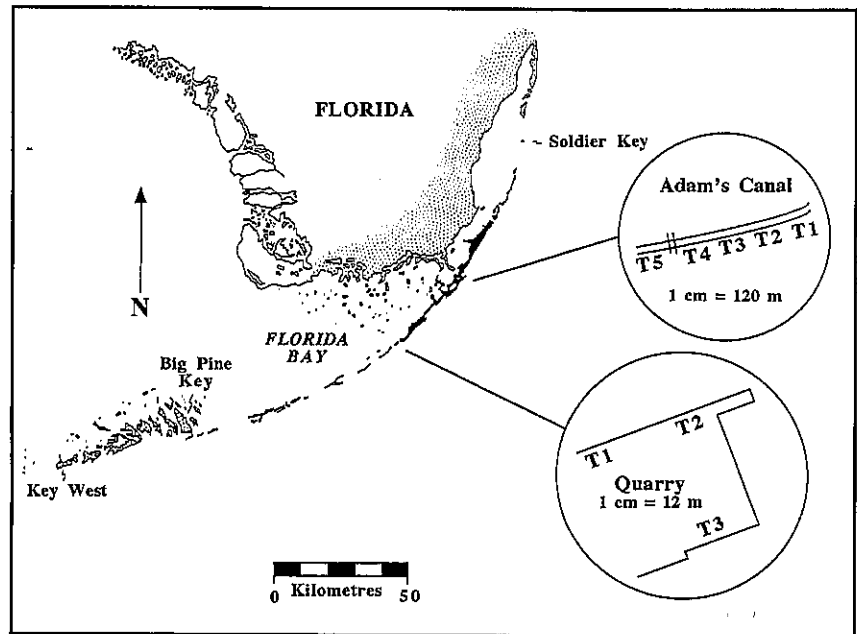 FLORIDA
Soldier Key
Adam's Canal
T5 T4 T3 T2 T1
1 cm = 120 m
N
FLORIDA
BAY
Big Pine
Key
Key West
T1 T2
Quarry
1 cm = 12 m
T3
0 Kilometres 50